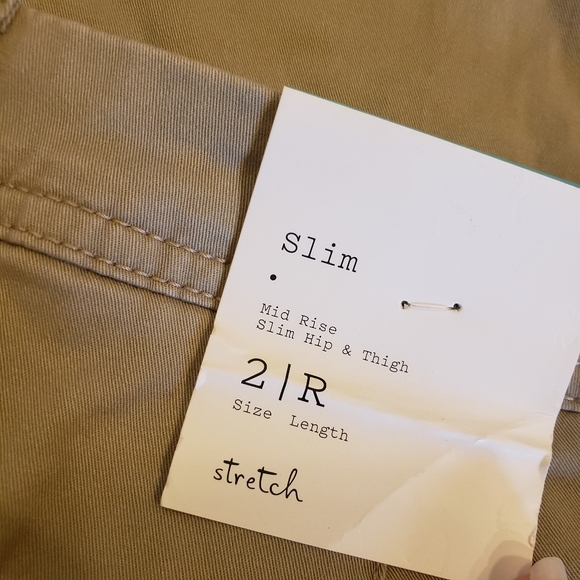 Slim
•
Mid Rise
Slim Hip & Thigh
2|R
Size Length
stretch